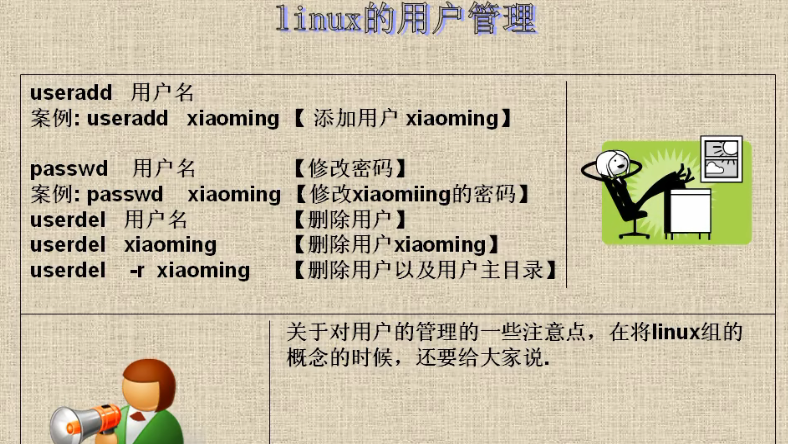 linux的用户管理
useradd 用户名
案例: useradd xiaoming 【 添加用户 xiaoming】
passwd 用户名 【修改密码】
案例: passwd xiaoming 【修改xiaomiing的密码】
userdel 用户名 【删除用户】
userdel xiaoming 【删除用户xiaoming】
userdel -r xiaoming 【删除用户以及用户主目录】
关于对用户的管理的一些注意点，在将linux组的
概念的时候，还要给大家说.